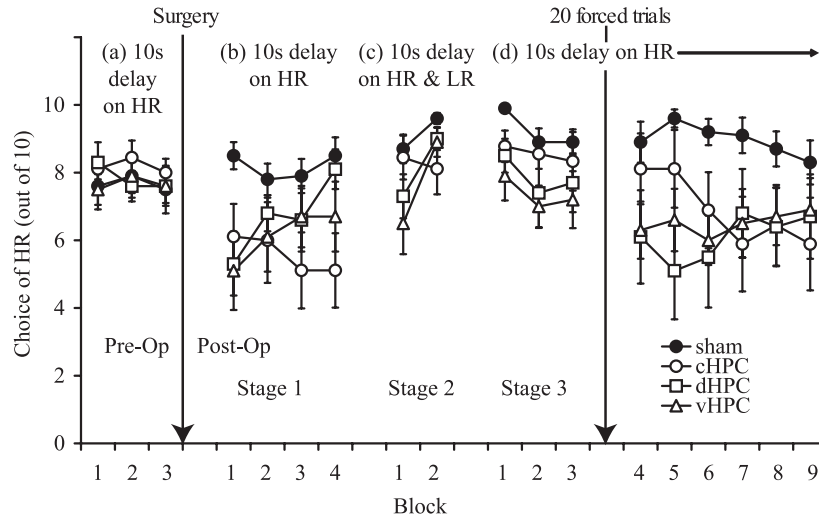 Surgery
20 forced trials
(a) 10s delay on HR
(b) 10s delay on HR
(c) 10s delay on HR & LR
(d) 10s delay on HR
Choice of HR (out of 10)
10
8
6
4
2
0
Pre-Op
Post-Op
Stage 1
Stage 2
Stage 3
sham
cHPC
dHPC
vHPC
1 2 3 1 2 3 4 1 2 1 2 3 4 5 6 7 8 9
Block